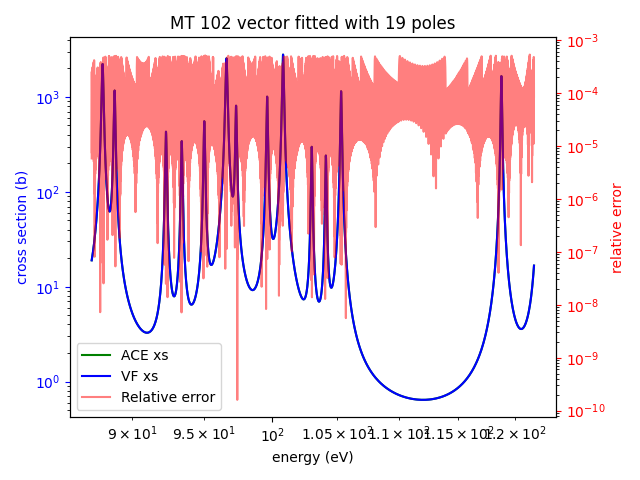 MT 102 vector fitted with 19 poles
cross section (b)
10³
10²
10¹
10⁰
10⁻³
10⁻⁴
10⁻⁵
10⁻⁶
10⁻⁷
10⁻⁸
10⁻⁹
10⁻¹⁰
relative error
ACE xs
VF xs
Relative error
9×10¹ 9.5×10¹ 10² 1.05×10² 1.1×10² 1.15×10² 1.2×10²
energy (eV)